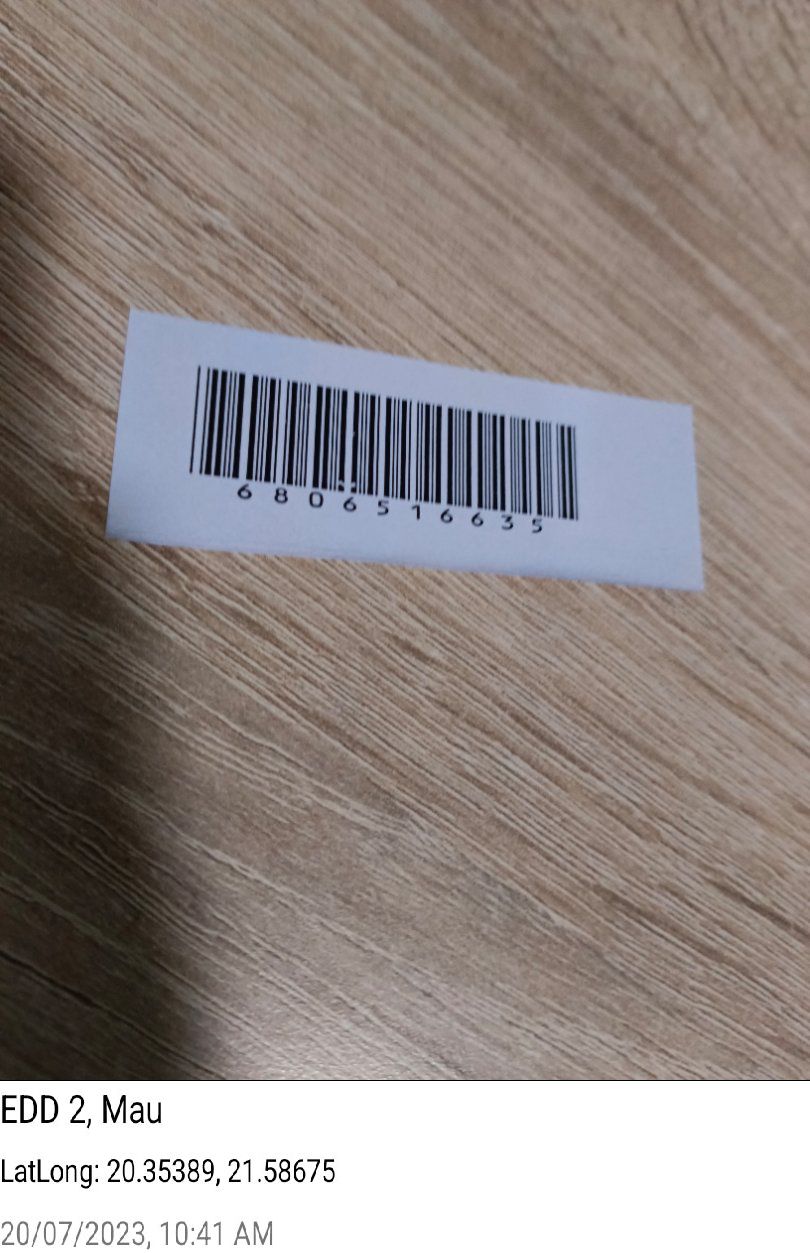 6806516635
EDD 2, Mau
LatLong: 20.35389, 21.58675
20/07/2023, 10:41 AM